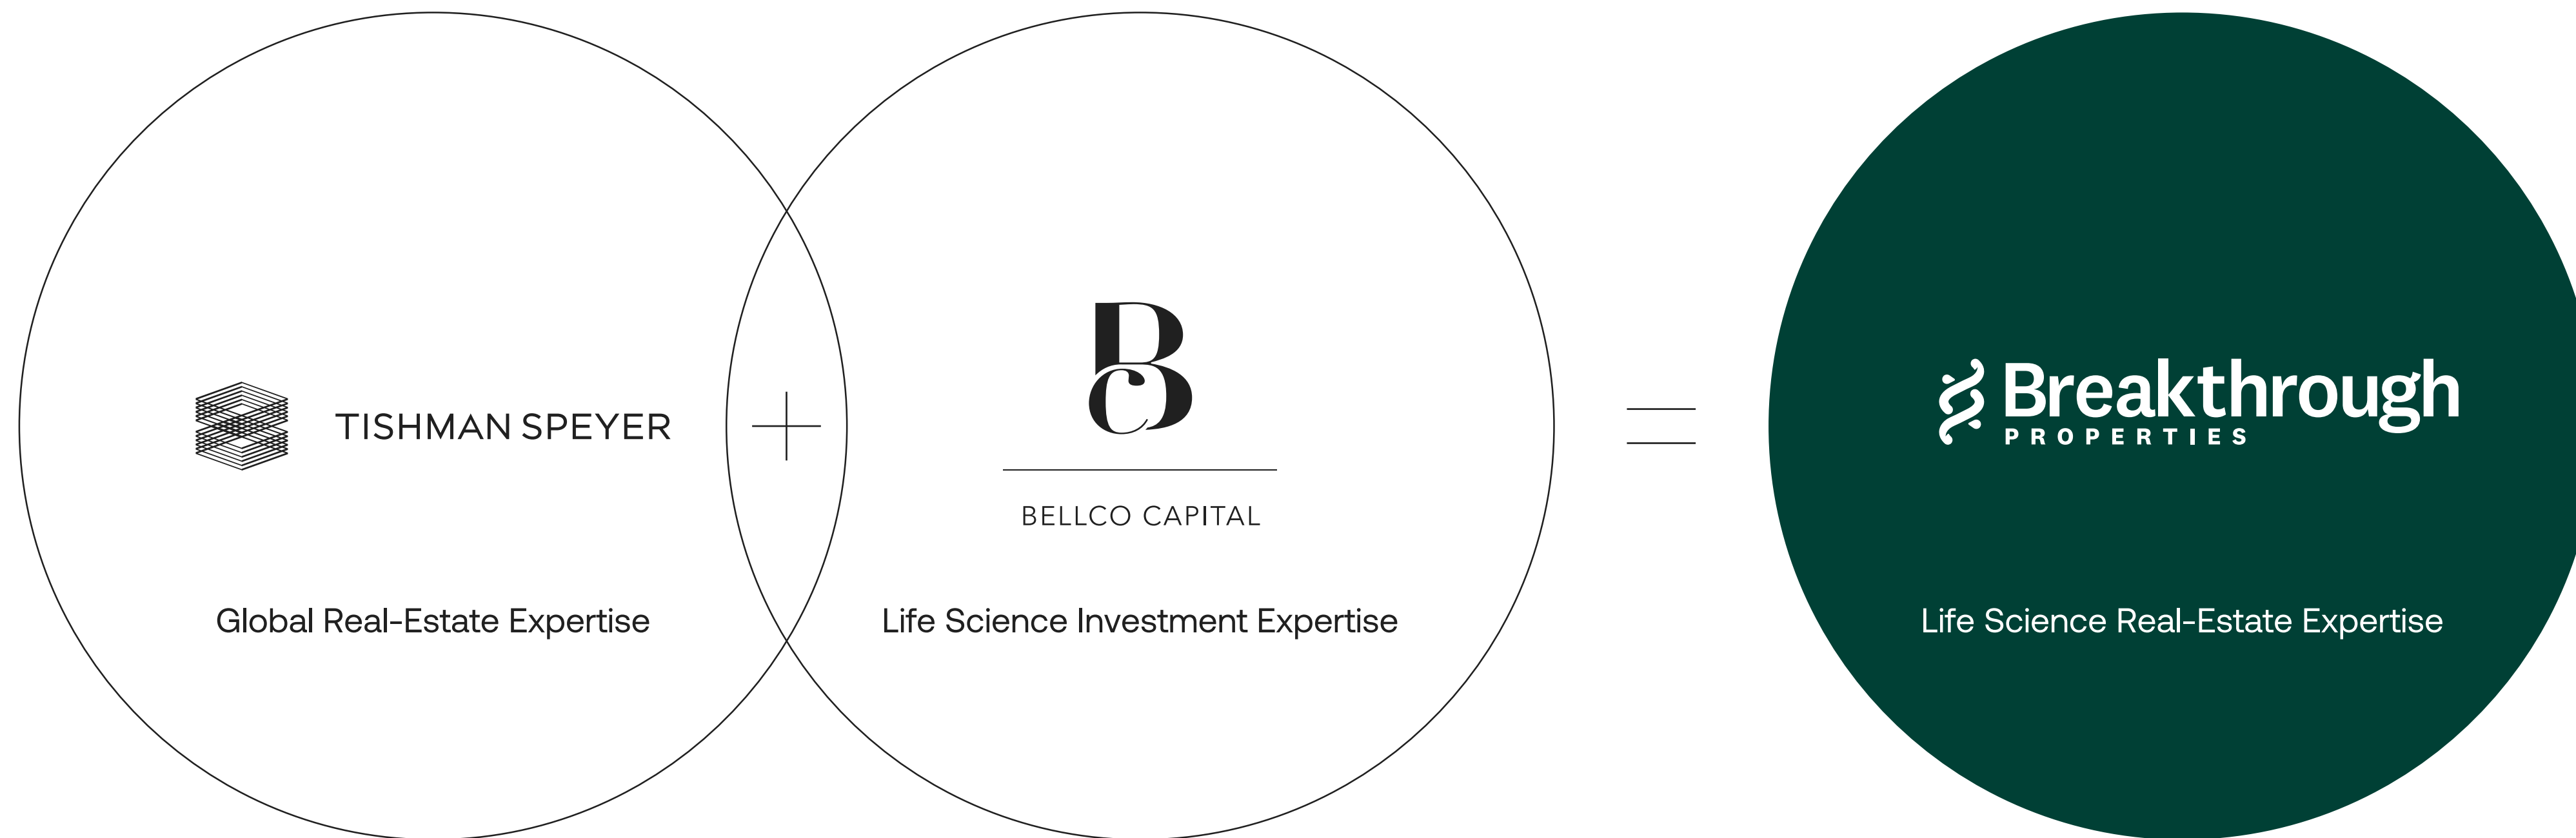 TISHMAN SPEYER
Global Real-Estate Expertise
+
BC
BELLCO CAPITAL
Life Science Investment Expertise
=
Breakthrough
PROPERTIES
Life Science Real-Estate Expertise